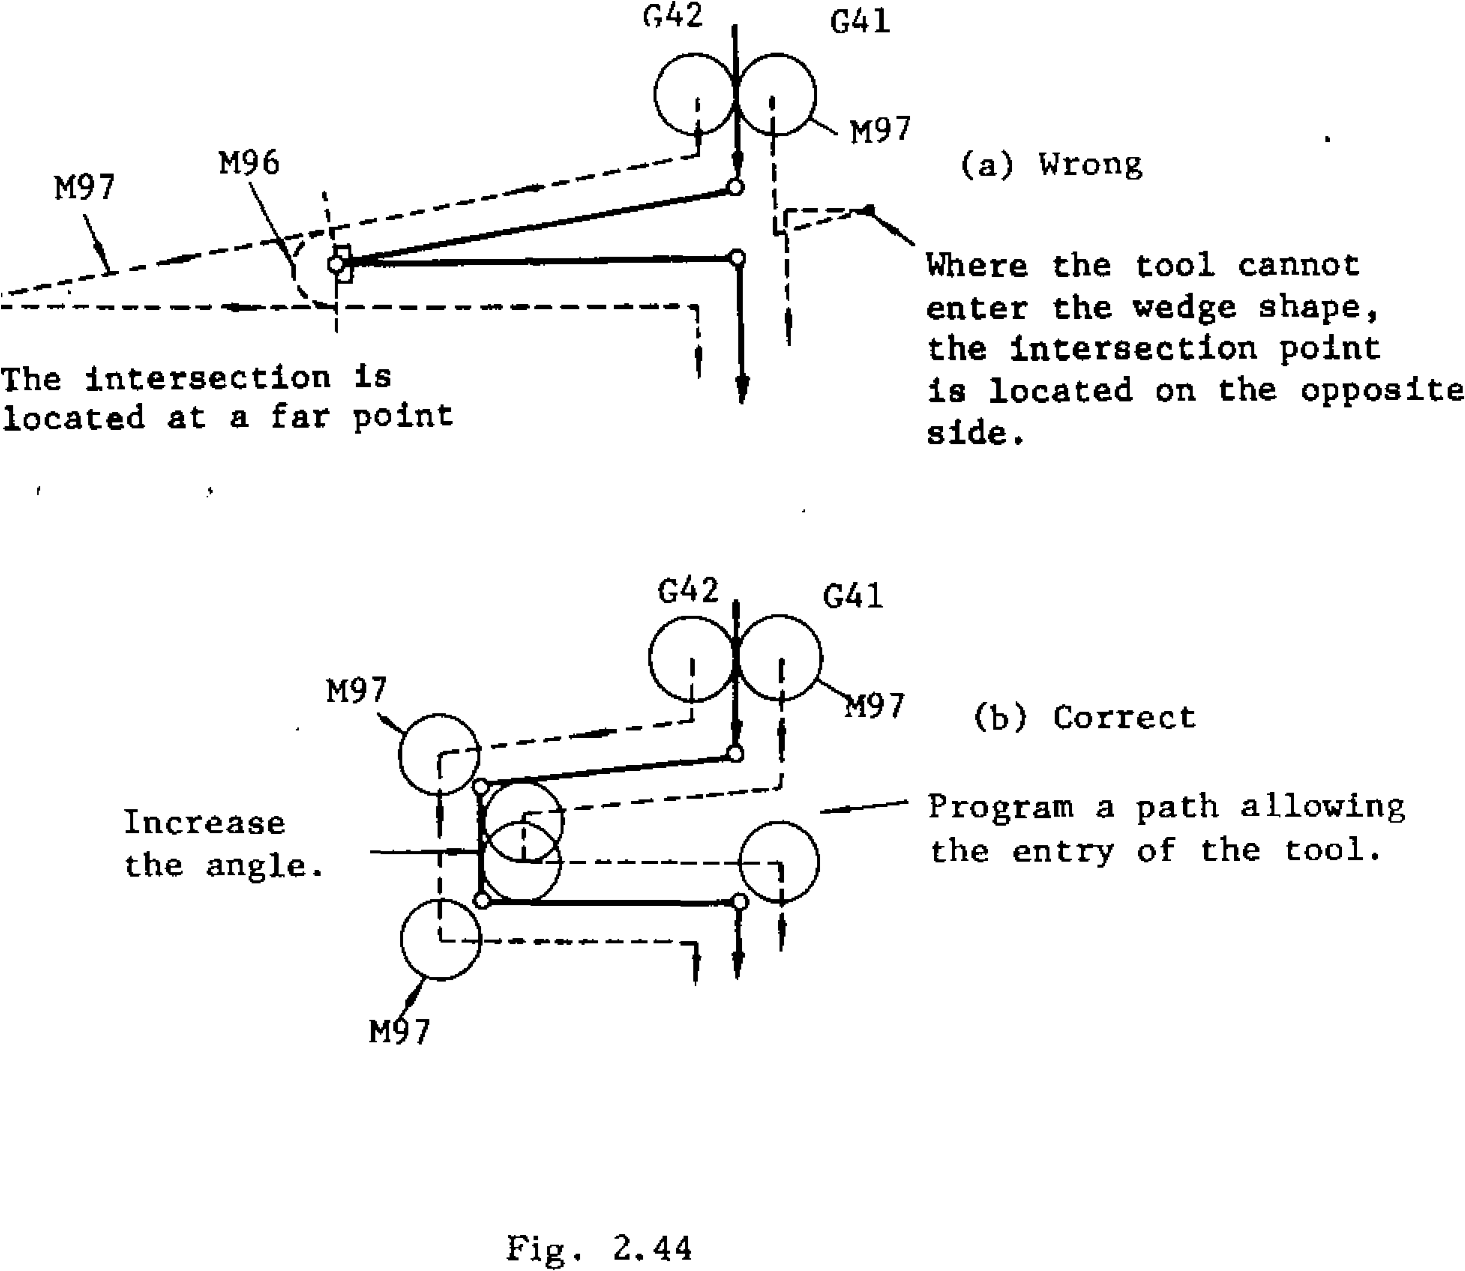 G42
G41
M97
(a) Wrong
M96
M97
Where the tool cannot
enter the wedge shape,
the intersection point
is located on the opposite
side.
The intersection is
located at a far point
G42
G41
M97
M97
(b) Correct
Increase
the angle.
Program a path allowing
the entry of the tool.
M97
Fig. 2.44